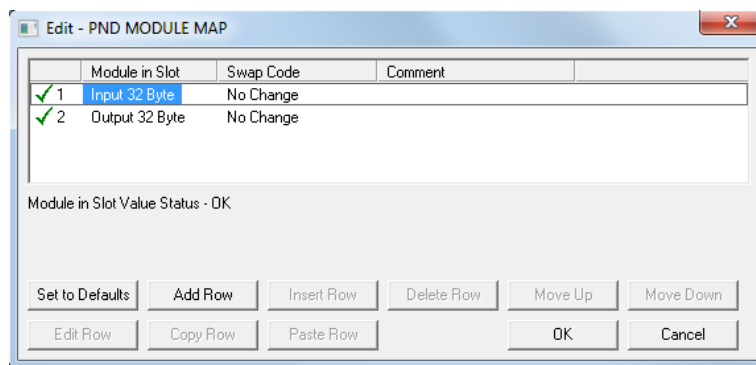 Edit - PND MODULE MAP
x
Module in Slot Swap Code Comment
1 Input 32 Byte No Change
2 Output 32 Byte No Change
Module in Slot Value Status - OK
Set to Defaults Add Row Insert Row Delete Row Move Up Move Down
Edit Row Copy Row Paste Row OK Cancel